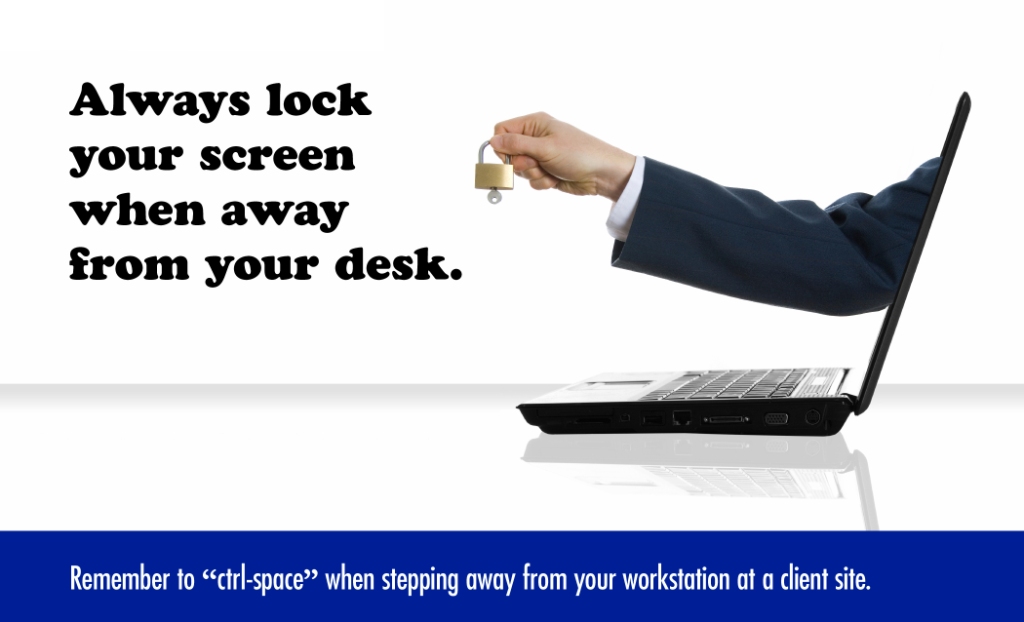 Always lock
your screen
when away
from your desk.
Remember to “ctrl-space” when stepping away from your workstation at a client site.